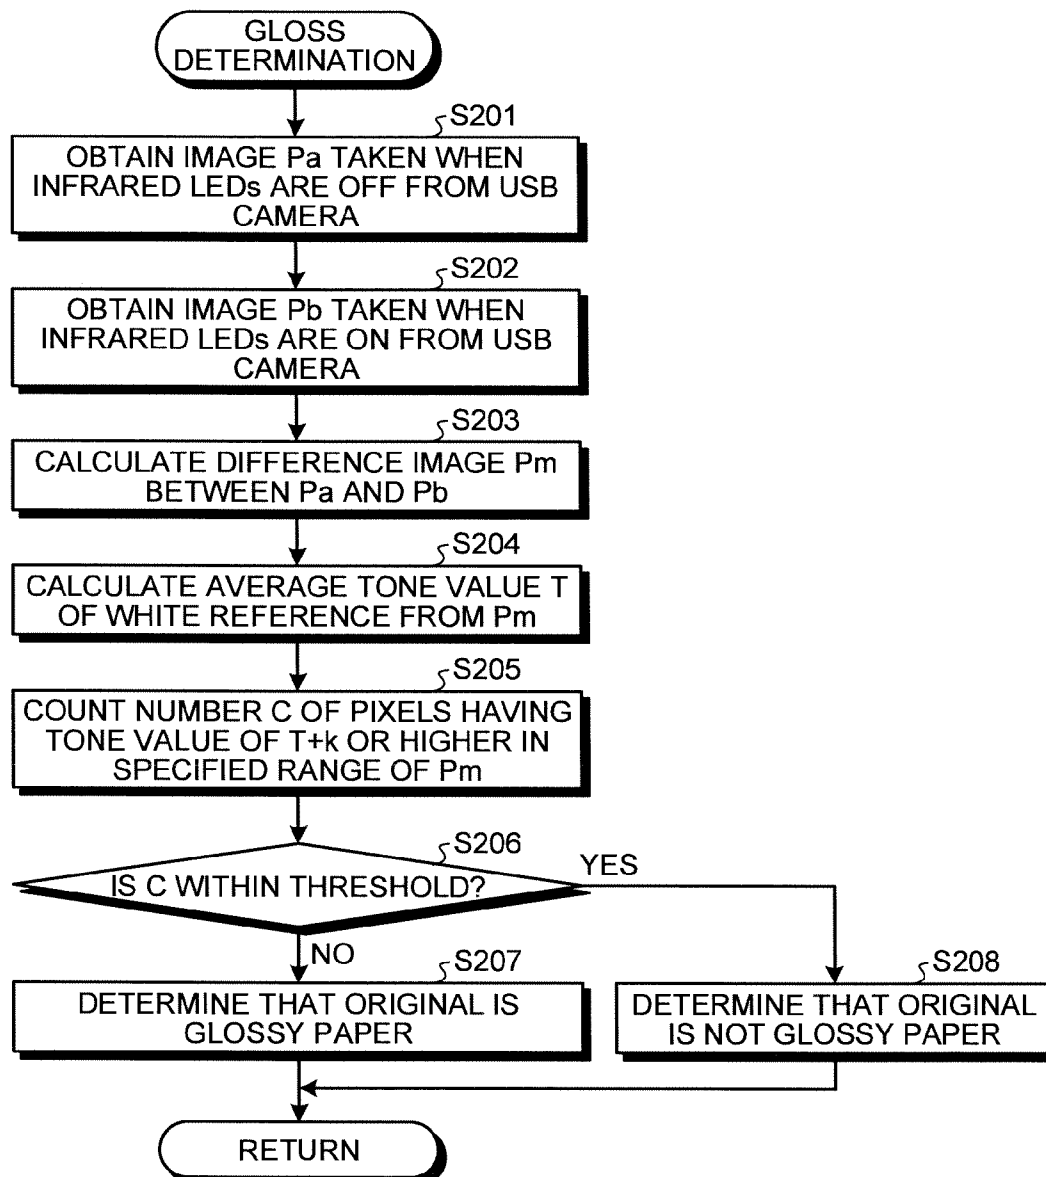 GLOSS
DETERMINATION
S201
OBTAIN IMAGE Pa TAKEN WHEN
INFRARED LEDs ARE OFF FROM USB
CAMERA
S202
OBTAIN IMAGE Pb TAKEN WHEN
INFRARED LEDs ARE ON FROM USB
CAMERA
S203
CALCULATE DIFFERENCE IMAGE Pm
BETWEEN Pa AND Pb
S204
CALCULATE AVERAGE TONE VALUE T
OF WHITE REFERENCE FROM Pm
S205
COUNT NUMBER C OF PIXELS HAVING
TONE VALUE OF T+k OR HIGHER IN
SPECIFIED RANGE OF Pm
S206
IS C WITHIN THRESHOLD?
YES
NO
S207
DETERMINE THAT ORIGINAL IS
GLOSSY PAPER
S208
DETERMINE THAT ORIGINAL
IS NOT GLOSSY PAPER
RETURN